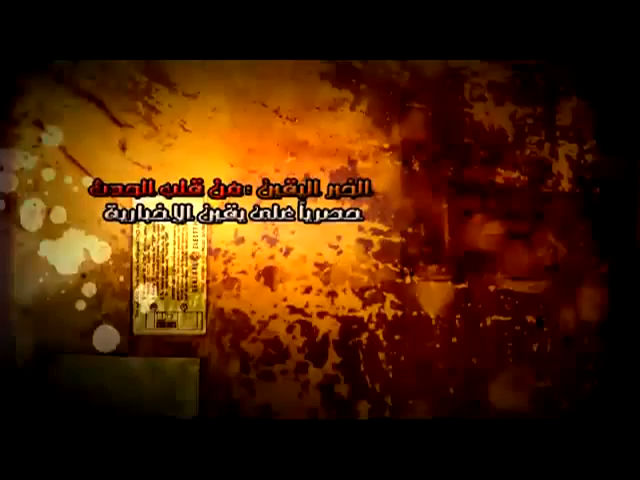 الخبر اليقين : من قلب الحدث
حصرياً على يقين الإخبارية